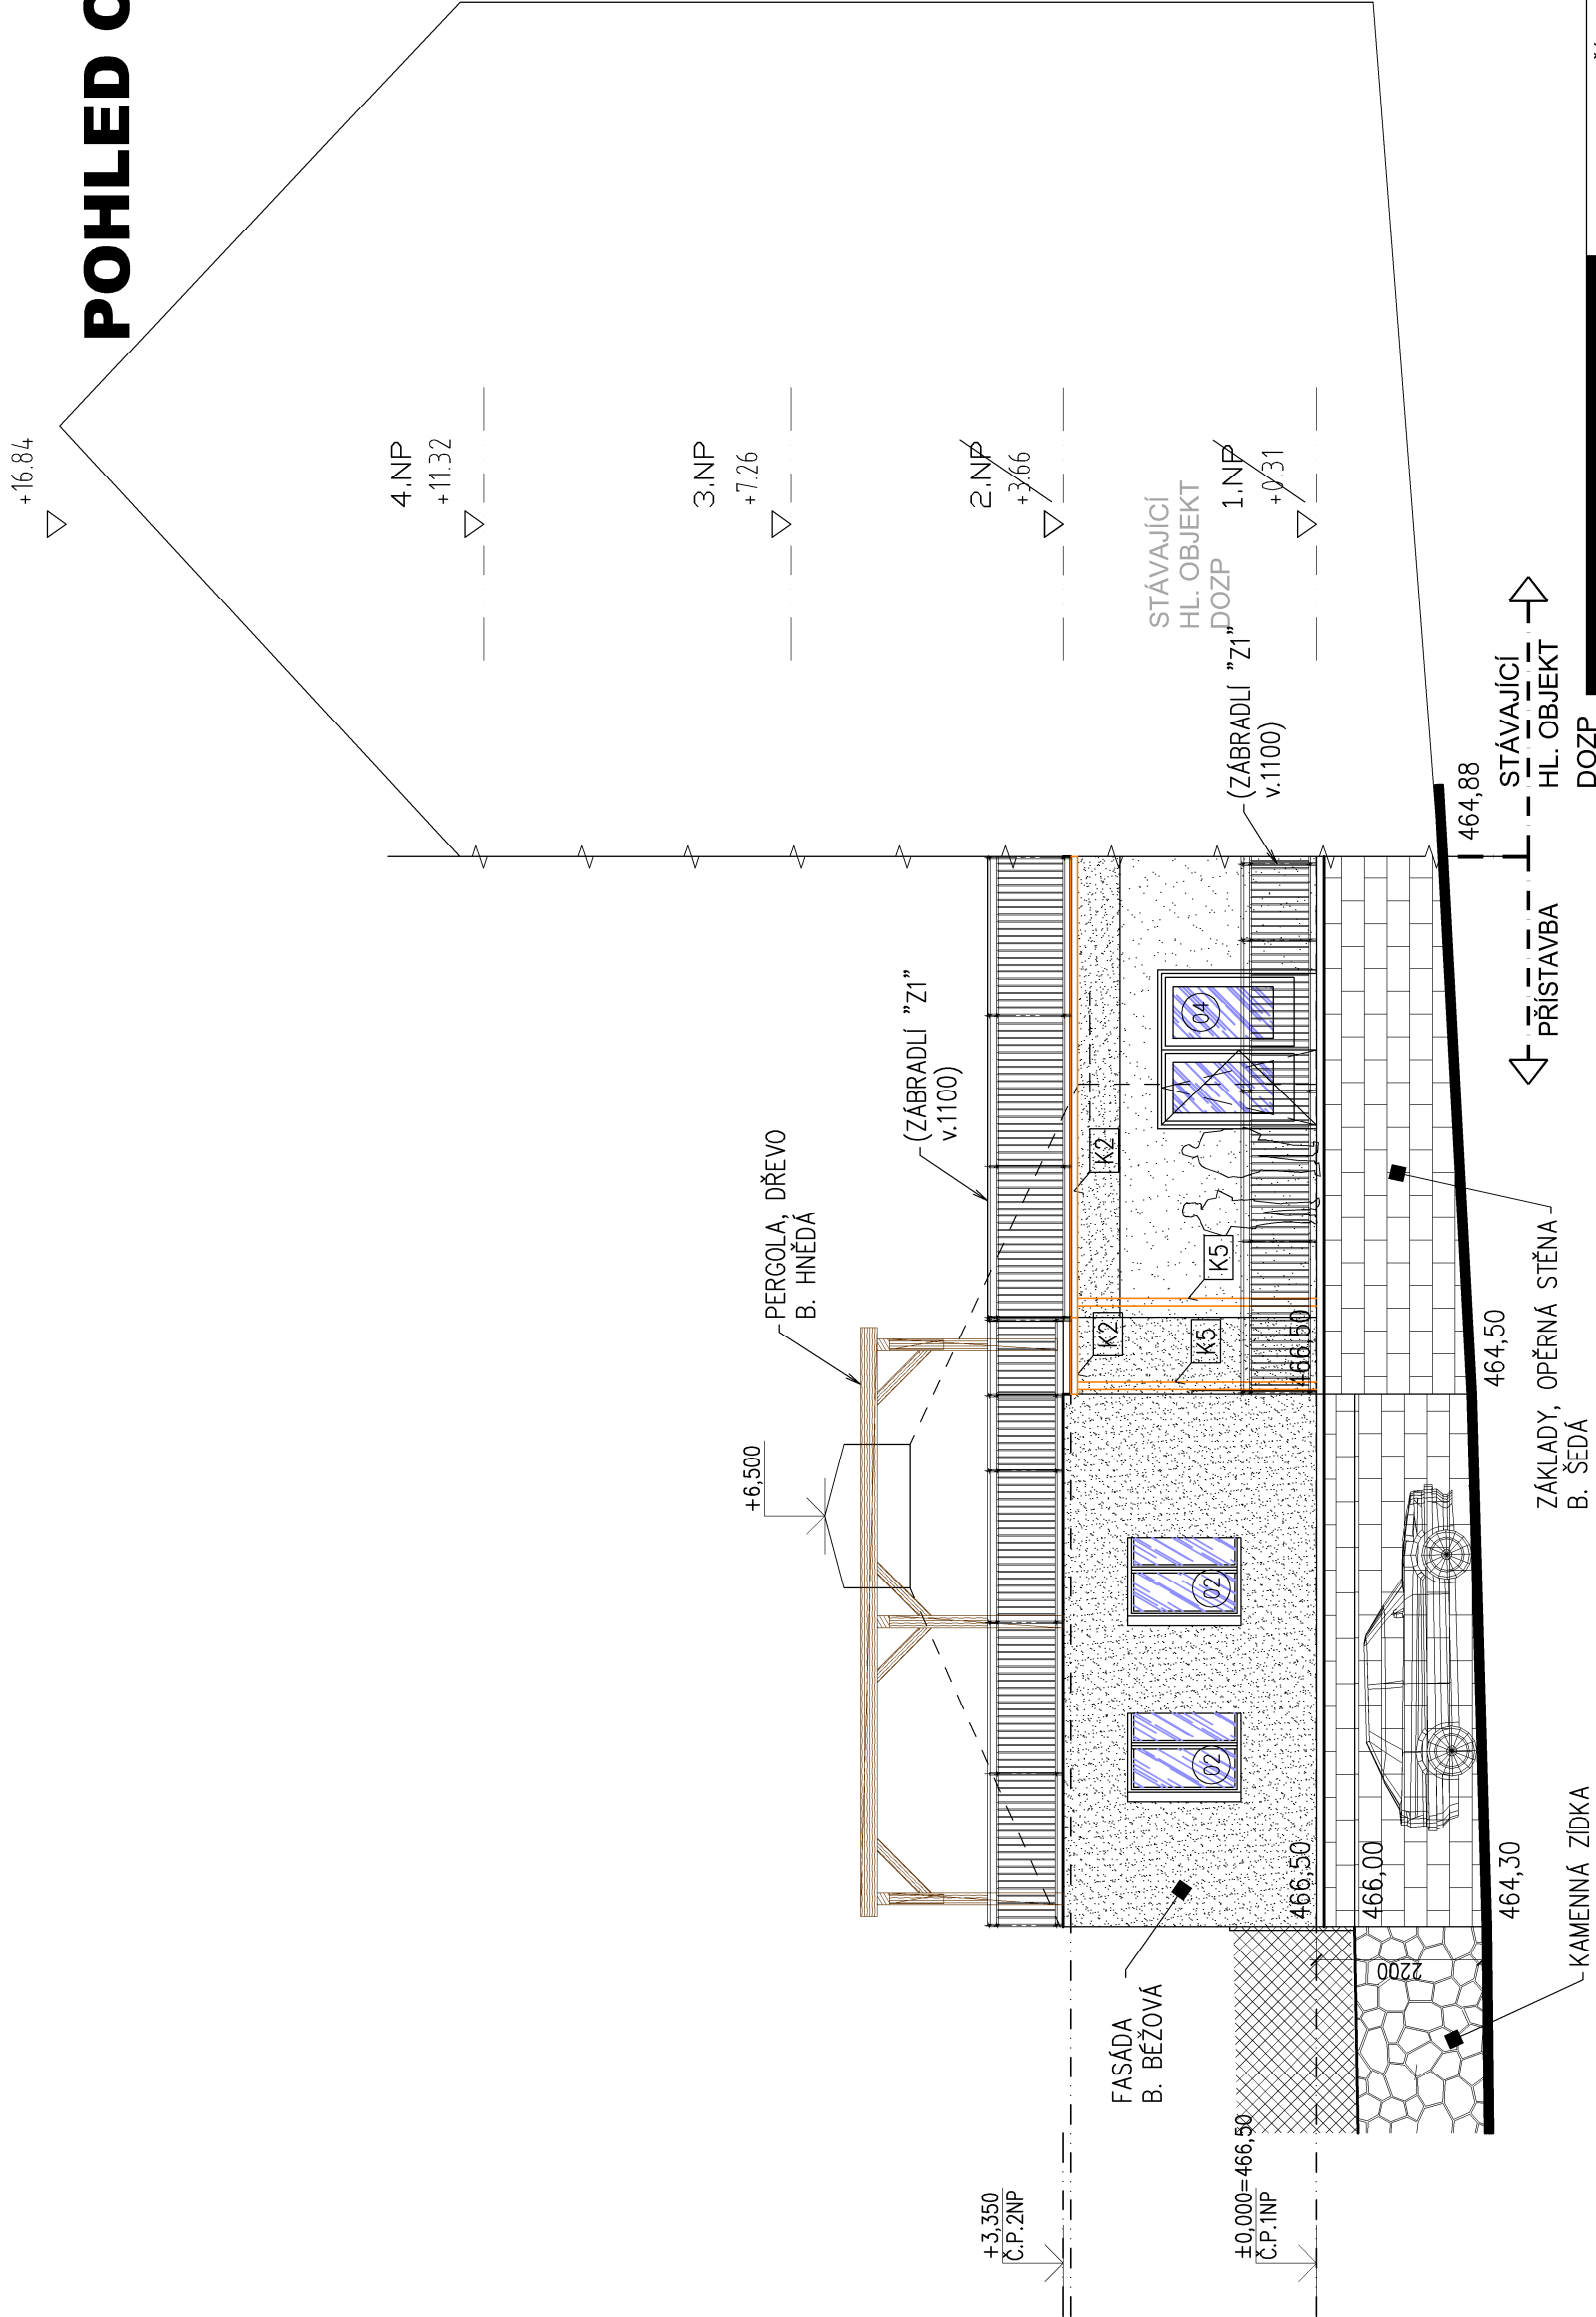 POHLED
+16.84
4.NP
+11.32
3.NP
+7.26
2.NP
+3.66
1.NP
+0.31
STÁVAJÍCÍ
HL. OBJEKT
DOZP
(ZÁBRADLÍ "Z1"
v.1100)
(ZÁBRADLÍ "Z1"
v.1100)
PERGOLA, DŘEVO
B. HNĚDÁ
+6,500
K2
K2
K5
K5
04
02
02
FASÁDA
B. BÉŽOVÁ
+3,350
Č.P.2NP
±0,000=466,50
Č.P.1NP
466,50
466,50
466,00
2200
464,30
464,50
464,88
KAMENNÁ ZÍDKA
ZÁKLADY, OPĚRNÁ STĚNA
B. ŠEDÁ
PŘÍSTAVBA
STÁVAJÍCÍ
HL. OBJEKT
DOZP